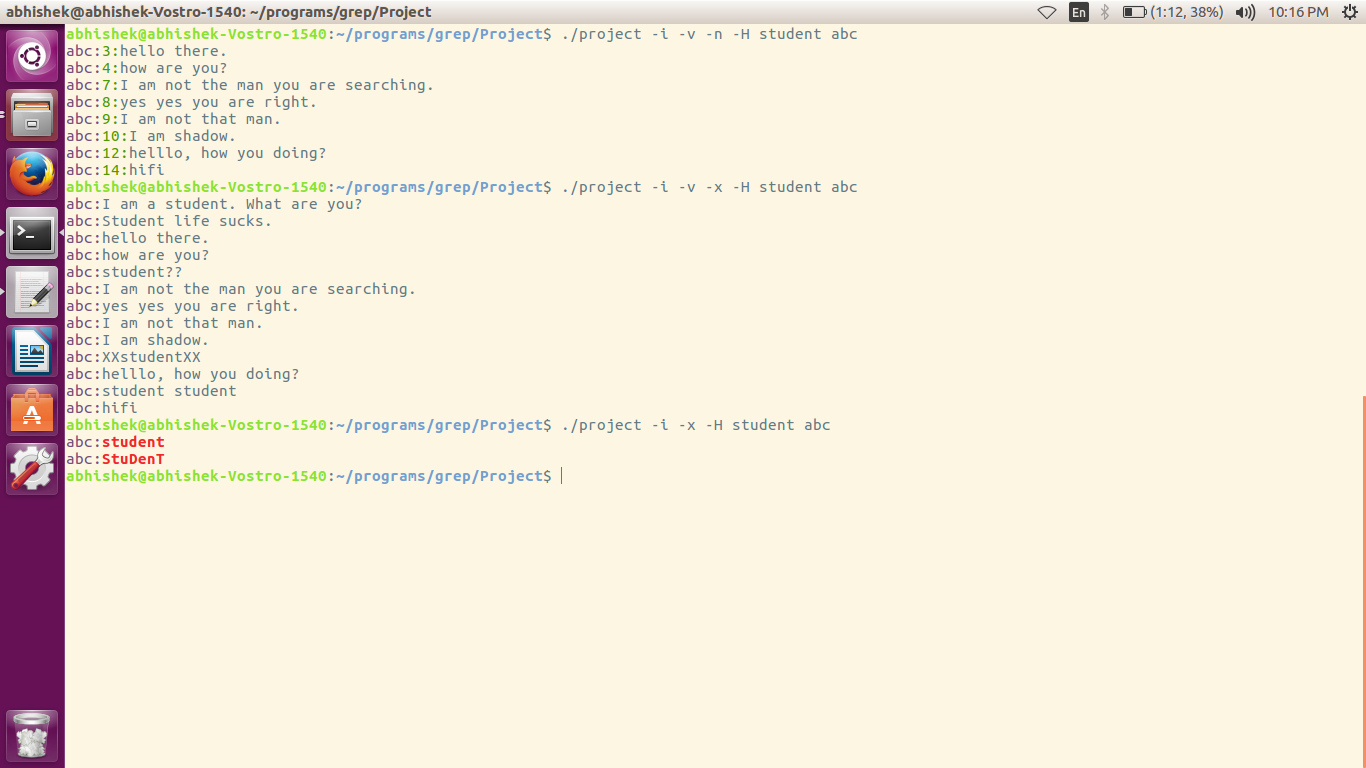 abhishek@abhishek-Vostro-1540: ~/programs/grep/Project En (1:12, 38%) 10:16 PM
abhishek@abhishek-Vostro-1540:~/programs/grep/Project$ ./project -i -v -n -H student abc
abc:3:hello there.
abc:4:how are you?
abc:7:I am not the man you are searching.
abc:8:yes yes you are right.
abc:9:I am not that man.
abc:10:I am shadow.
abc:12:helllo, how you doing?
abc:14:hifi
abhishek@abhishek-Vostro-1540:~/programs/grep/Project$ ./project -i -v -x -H student abc
abc:I am a student. What are you?
abc:Student life sucks.
abc:hello there.
abc:how are you?
abc:student??
abc:I am not the man you are searching.
abc:yes yes you are right.
abc:I am not that man.
abc:I am shadow.
abc:XXstudentXX
abc:helllo, how you doing?
abc:student student
abc:hifi
abhishek@abhishek-Vostro-1540:~/programs/grep/Project$ ./project -i -x -H student abc
abc:student
abc:StuDenT
abhishek@abhishek-Vostro-1540:~/programs/grep/Project$